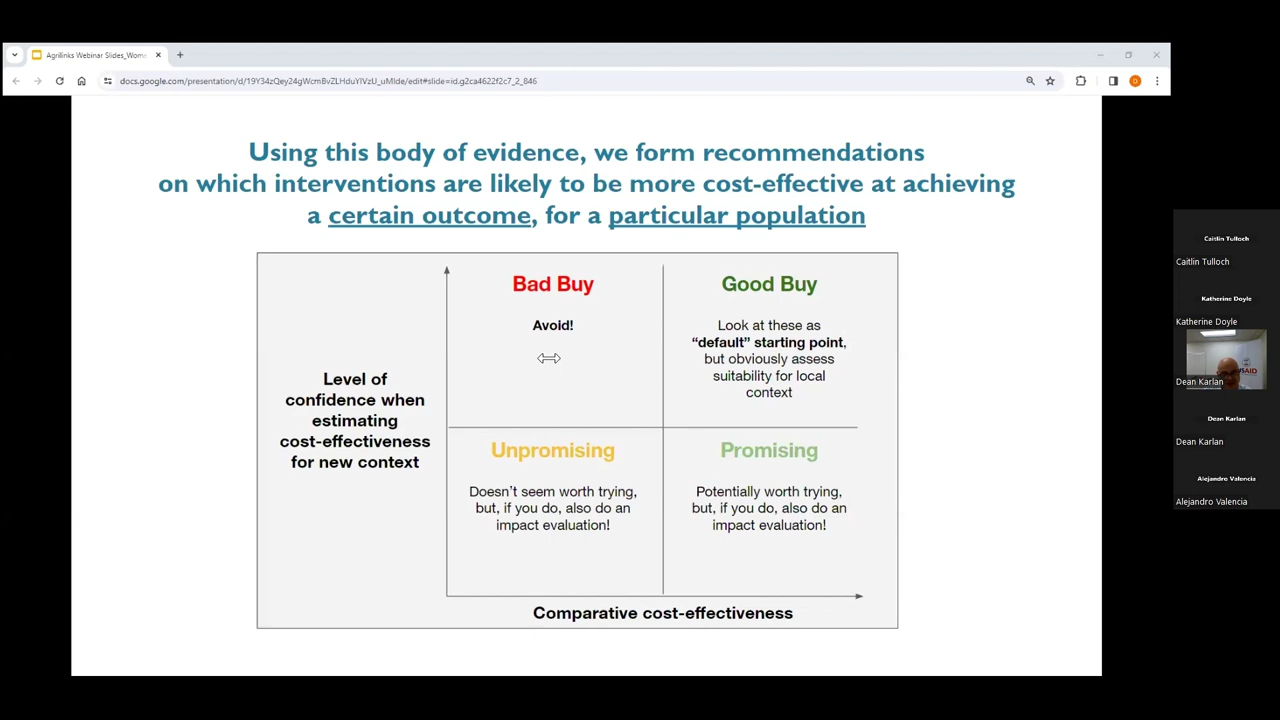 Agrilinks Webinar Slides_Wome
docs.google.com/presentation/d/19Y34zQey24gWcmBvZLHduYlVzU_uMlde/edit#slide=id.g2ca4622f2c7_2_846
Using this body of evidence, we form recommendations
on which interventions are likely to be more cost-effective at achieving
a certain outcome, for a particular population
Level of
confidence when
estimating
cost-effectiveness
for new context
Bad Buy
Avoid!
Good Buy
Look at these as
“default” starting point,
but obviously assess
suitability for local
context
Unpromising
Doesn’t seem worth trying,
but, if you do, also do an
impact evaluation!
Promising
Potentially worth trying,
but, if you do, also do an
impact evaluation!
Comparative cost-effectiveness
Caitlin Tulloch
Caitlin Tulloch
Katherine Doyle
Katherine Doyle
Dean Karlan
Dean Karlan
Dean Karlan
Alejandro Valencia
Alejandro Valencia